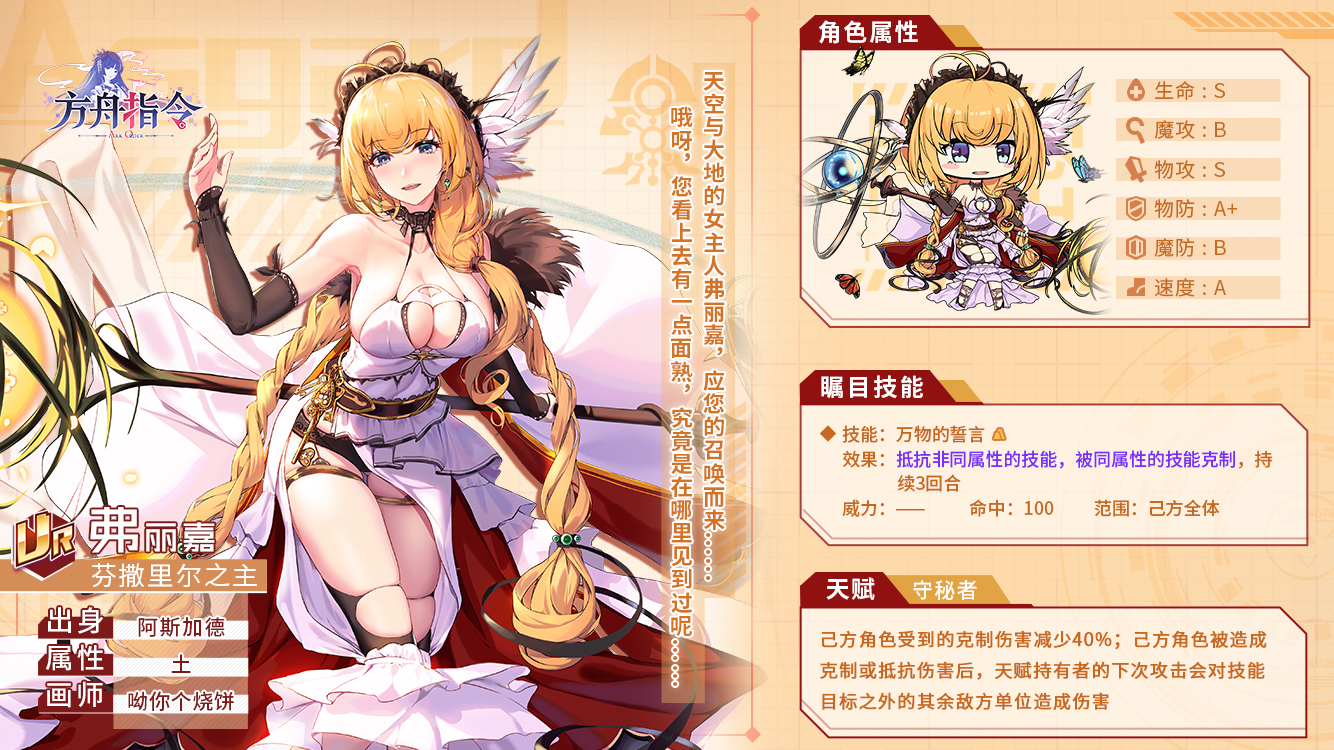 方舟指令
ARK ORDER
天空与大地的女主人弗丽嘉，应您的召唤而来……
哦呀，您看上去有一点面熟，究竟是在哪里见到过呢……
UR
弗丽嘉
芬撒里尔之主
出身 阿斯加德
属性 土
画师 呦你个烧饼
角色属性
生命：S
魔攻：B
物攻：S
物防：A+
魔防：B
速度：A
瞩目技能
技能：万物的誓言
效果：抵抗非同属性的技能，被同属性的技能克制，持
续3回合
威力：—— 命中：100 范围：己方全体
天赋 守秘者
己方角色受到的克制伤害减少40%；己方角色被造成
克制或抵抗伤害后，天赋持有者的下次攻击会对技能
目标之外的其余敌方单位造成伤害